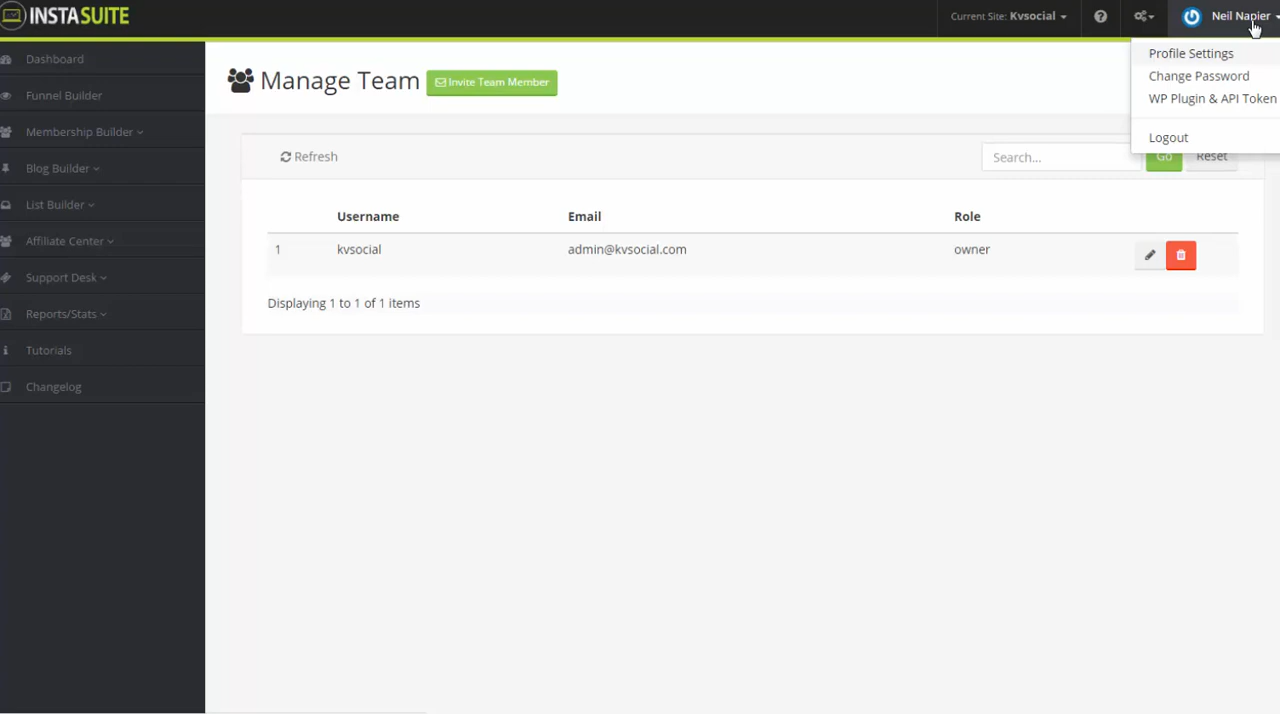 INSTASUITE
Current Site: Kvsocial
Neil Napier
Profile Settings
Change Password
WP Plugin & API Token
Logout
Dashboard
Funnel Builder
Membership Builder
Blog Builder
List Builder
Affiliate Center
Support Desk
Reports/Stats
Tutorials
Changelog
Manage Team
Invite Team Member
Refresh
Search...
Go
Reset
Username Email Role
1 kvsocial admin@kvsocial.com owner
Displaying 1 to 1 of 1 items